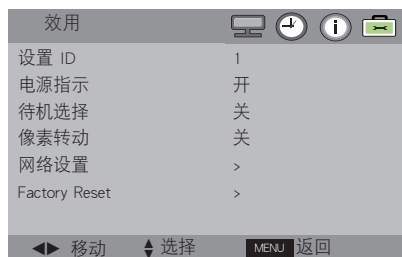 效用
设置 ID 1
电源指示 开
待机选择 关
像素转动 关
网络设置 >
Factory Reset >
移动 选择 MENU 返回